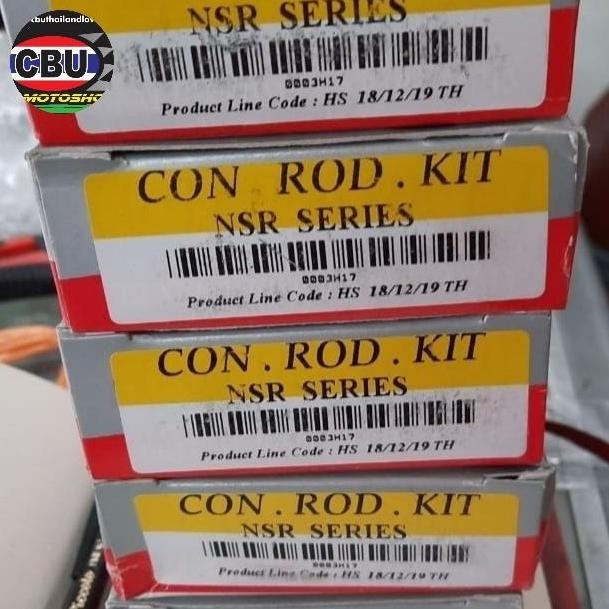 cbuthailandlov
CBU
MOTOSHO
NSR SERIES
0003H17
Product Line Code : HS 18/12/19 TH
CON ROD . KIT
NSR SERIES
0003H17
Product Line Code : HS 18/12/19 TH
CON . ROD . KIT
NSR SERIES
0003H17
Product Line Code : HS 18/12/19 TH
CON . ROD . KIT
NSR SERIES
0003H17
Product Line Code : HS 18/12/19 TH